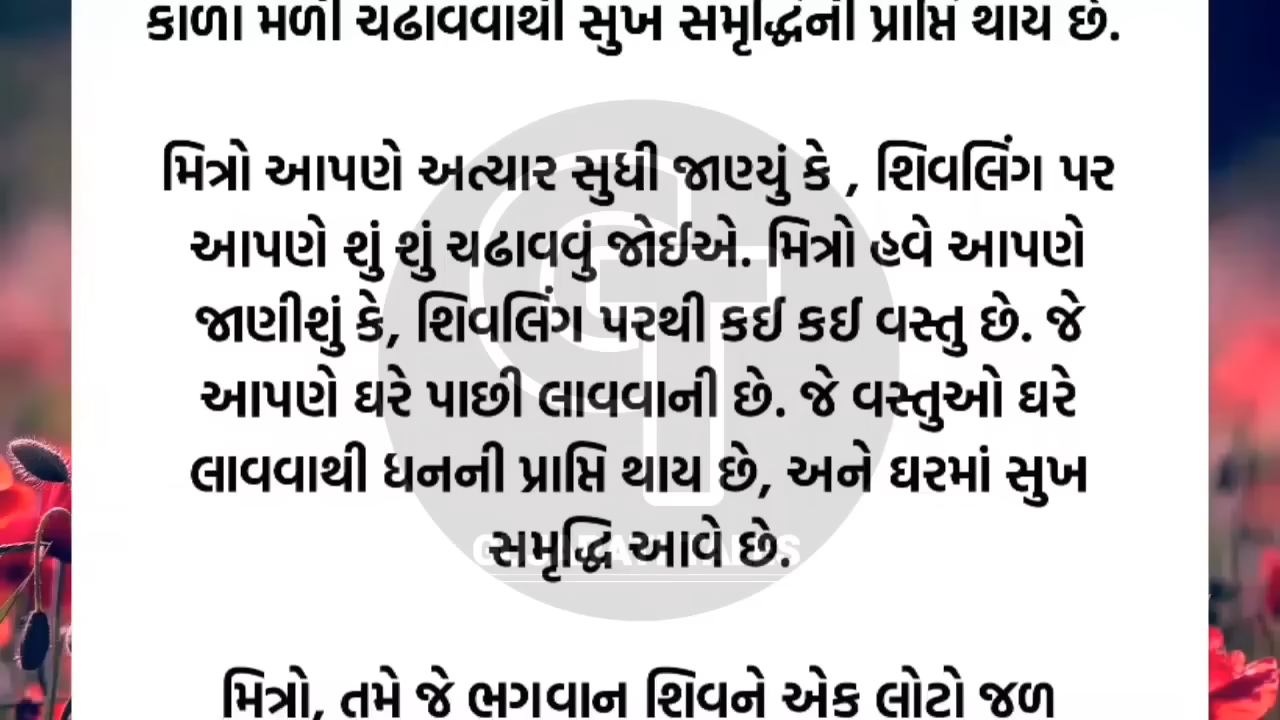 કાળા મળી ચઢાવવાથી સુખ સમૃદ્ધિની પ્રાપ્તિ થાય છે.
મિત્રો આપણે અત્યાર સુધી જાણ્યું કે , શિવલિંગ પર
આપણે શું શું ચઢાવવું જોઈએ. મિત્રો હવે આપણે
જાણીશું કે, શિવલિંગ પરથી કઈ કઈ વસ્તુ છે. જે
આપણે ઘરે પાછી લાવવાની છે. જે વસ્તુઓ ઘરે
લાવવાથી ધનની પ્રાપ્તિ થાય છે, અને ઘરમાં સુખ
સમૃદ્ધિ આવે છે.
મિત્રો, તમે જે ભગવાન શિવને એક લોટો જળ